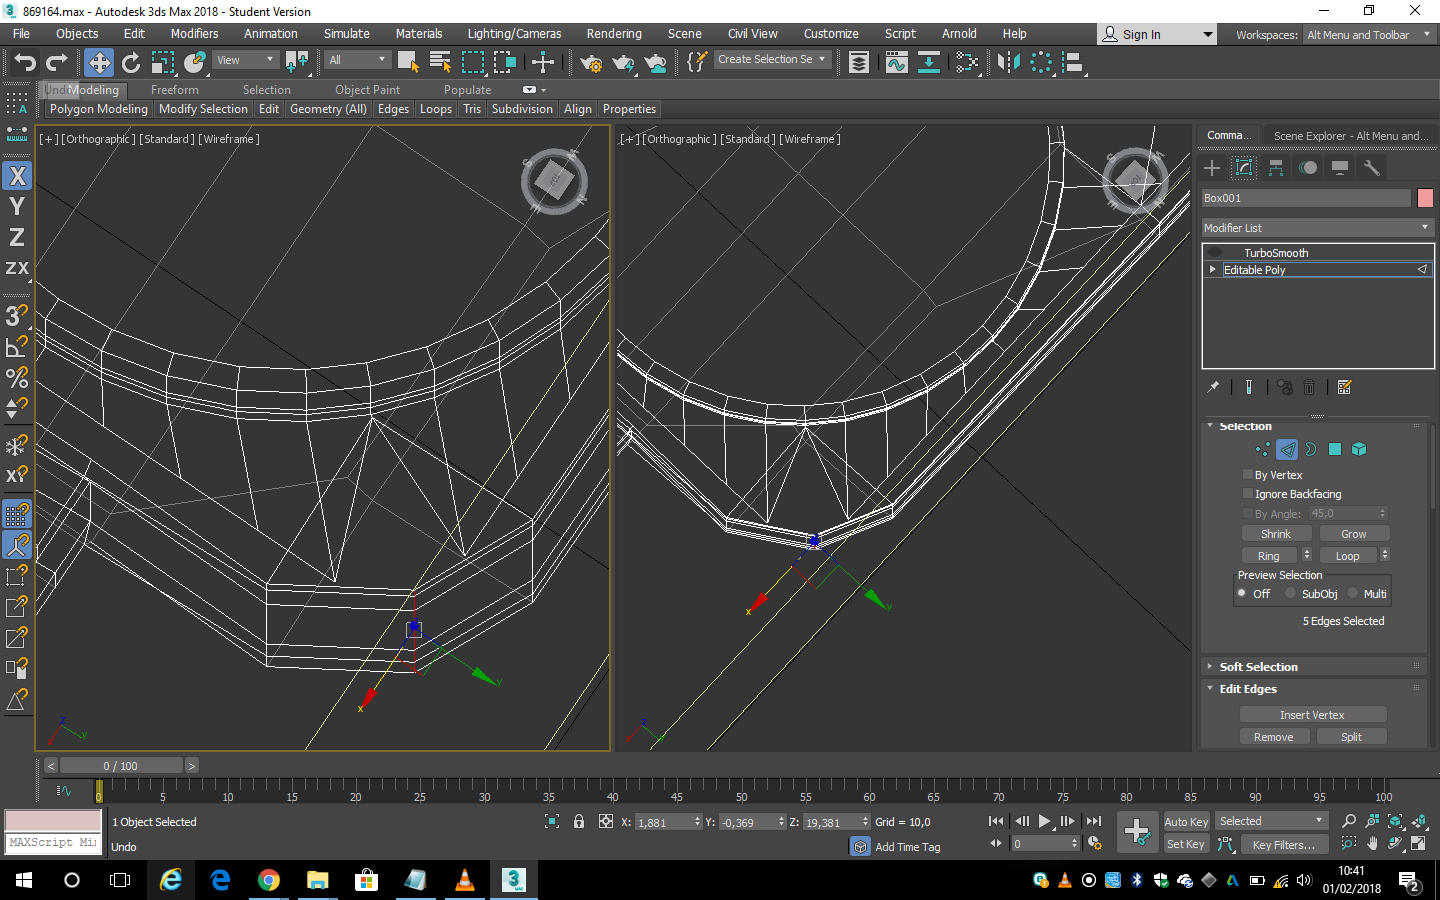 869164.max - Autodesk 3ds Max 2018 - Student Version
File Objects Edit Modifiers Animation Simulate Materials Lighting/Cameras Rendering Scene Civil View Customize Script Arnold Help Sign In Workspaces: Alt Menu and Toolbar
View All Create Selection Se
Undo Modeling Freeform Selection Object Paint Populate
Polygon Modeling Modify Selection Edit Geometry (All) Edges Loops Tris Subdivision Align Properties
[+] [Orthographic] [Standard] [Wireframe]
[+] [Orthographic] [Standard] [Wireframe]
Comma... Scene Explorer - Alt Menu and...
X
Y
Z
ZX
3
XY
Box001
Modifier List
TurboSmooth
Editable Poly
Selection
By Vertex
Ignore Backfacing
By Angle: 45,0
Shrink Grow
Ring Loop
Preview Selection
Off SubObj Multi
5 Edges Selected
Soft Selection
Edit Edges
Insert Vertex
Remove Split
x y z y
x y z y
< 0 / 100 >
0 5 10 15 20 25 30 35 40 45 50 55 60 65 70 75 80 85 90 95 100
1 Object Selected X: 1,881 Y: -0,369 Z: 19,381 Grid = 10,0 Auto Key Selected
MAXScript Mi
Undo Add Time Tag 0 Set Key Key Filters...
3 MAX
10:41
01/02/2018
2